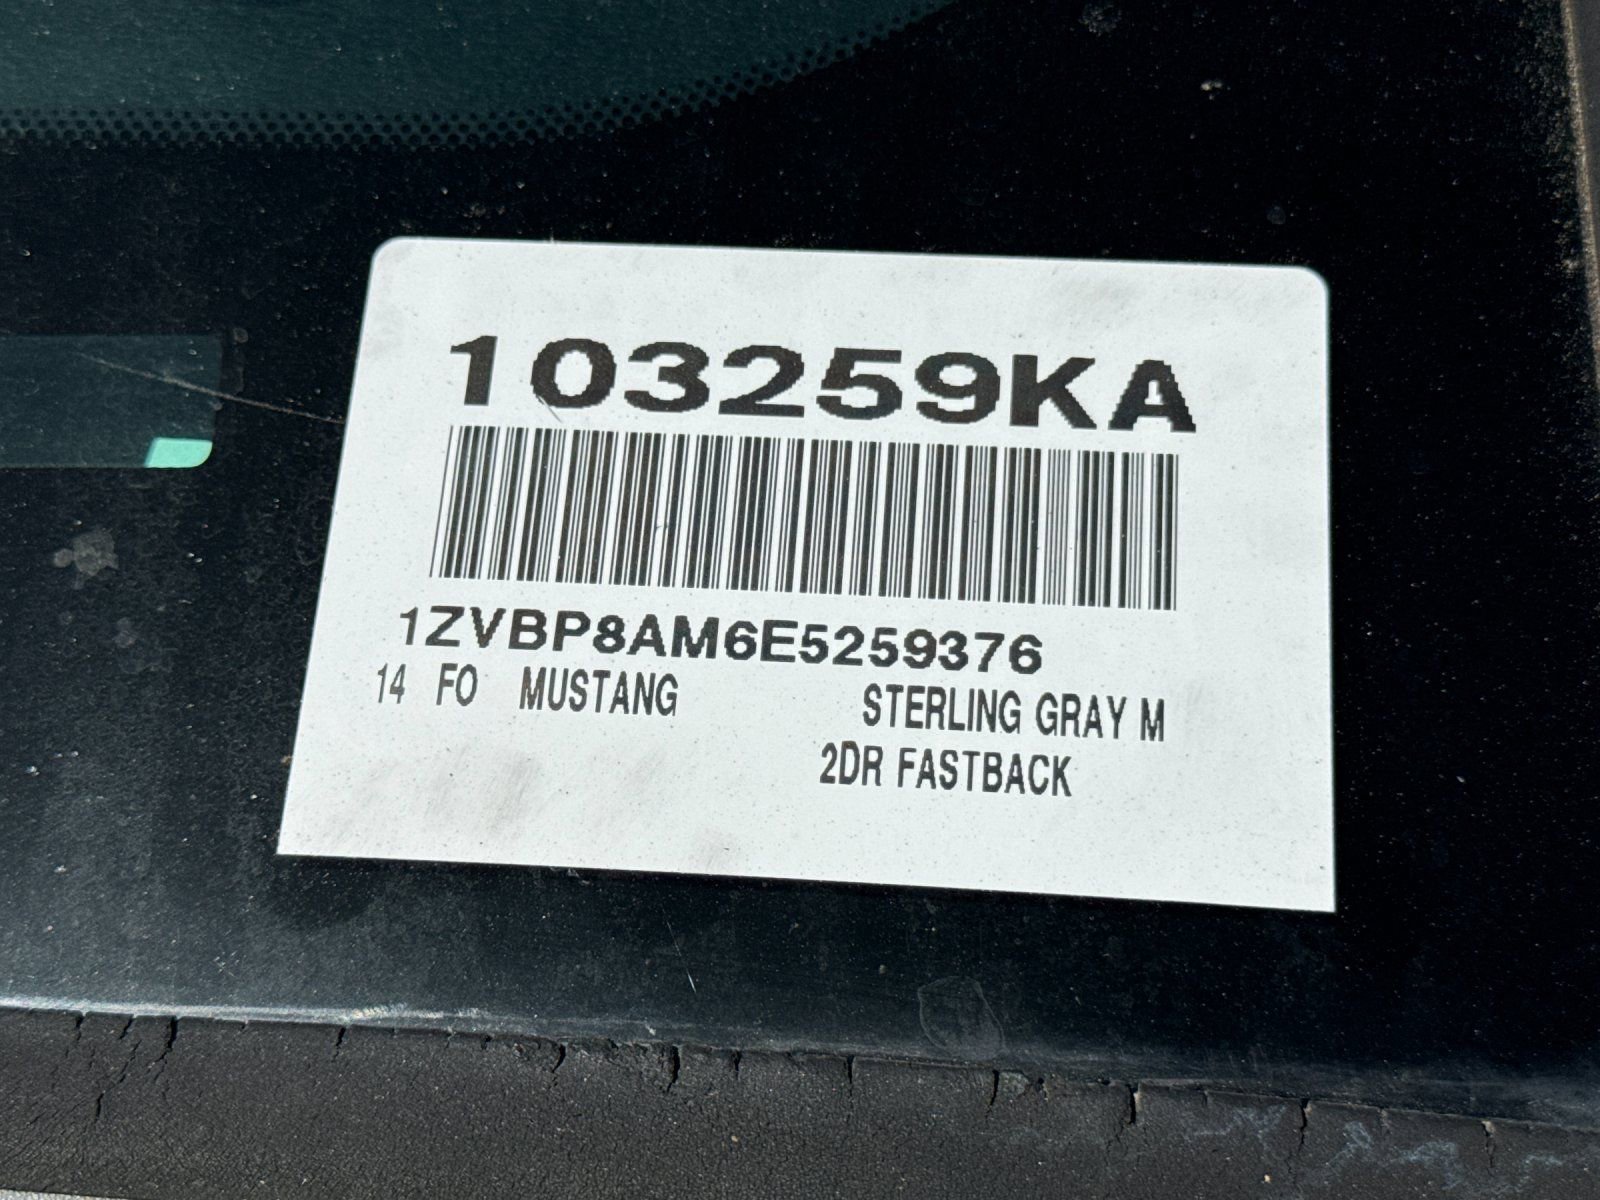 103259KA
1ZVBP8AM6E5259376
14 FO MUSTANG STERLING GRAY M
2DR FASTBACK